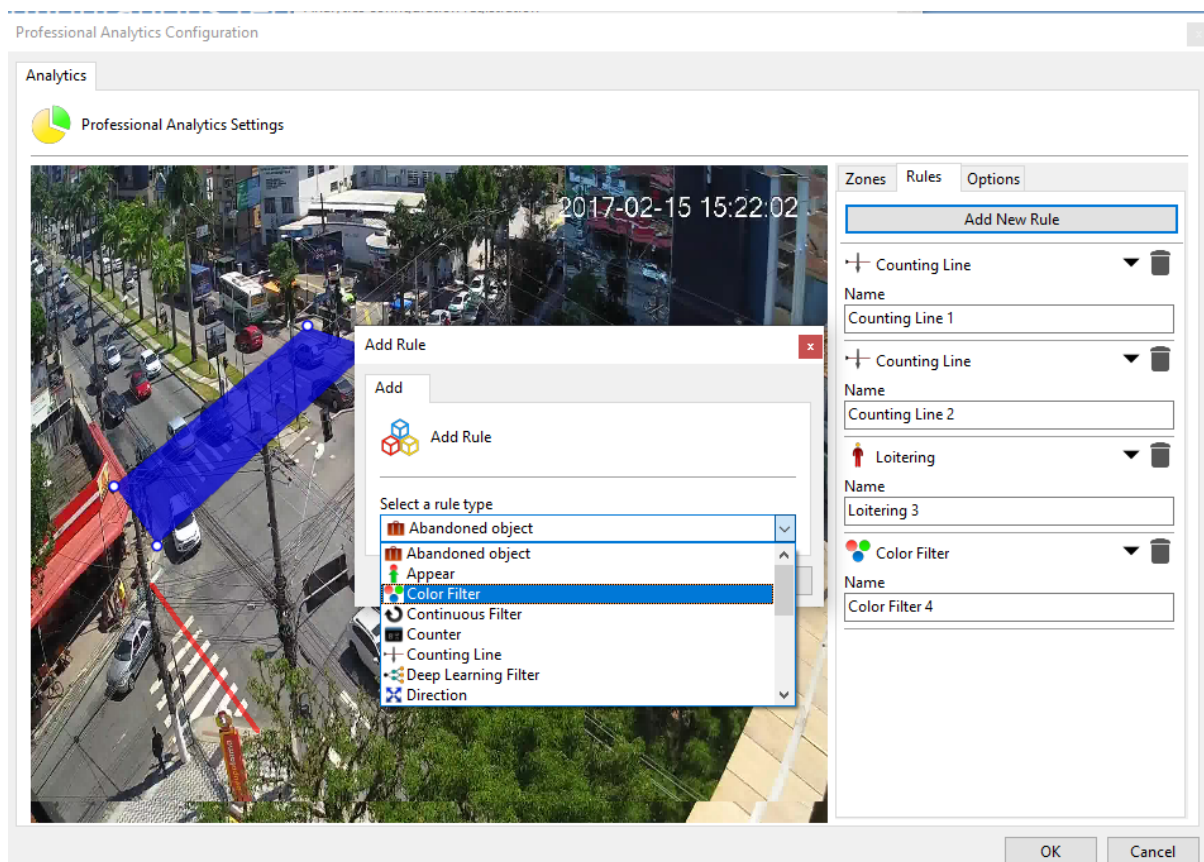 Professional Analytics Configuration
Analytics
Professional Analytics Settings
2017-02-15 15:22:02
Zones Rules Options
Add New Rule
Counting Line
Name
Counting Line 1
Counting Line
Name
Counting Line 2
Loitering
Name
Loitering 3
Color Filter
Name
Color Filter 4
Add Rule
x
Add
Add Rule
Select a rule type
Abandoned object
Abandoned object
Appear
Color Filter
Continuous Filter
Counter
Counting Line
Deep Learning Filter
Direction
OK Cancel